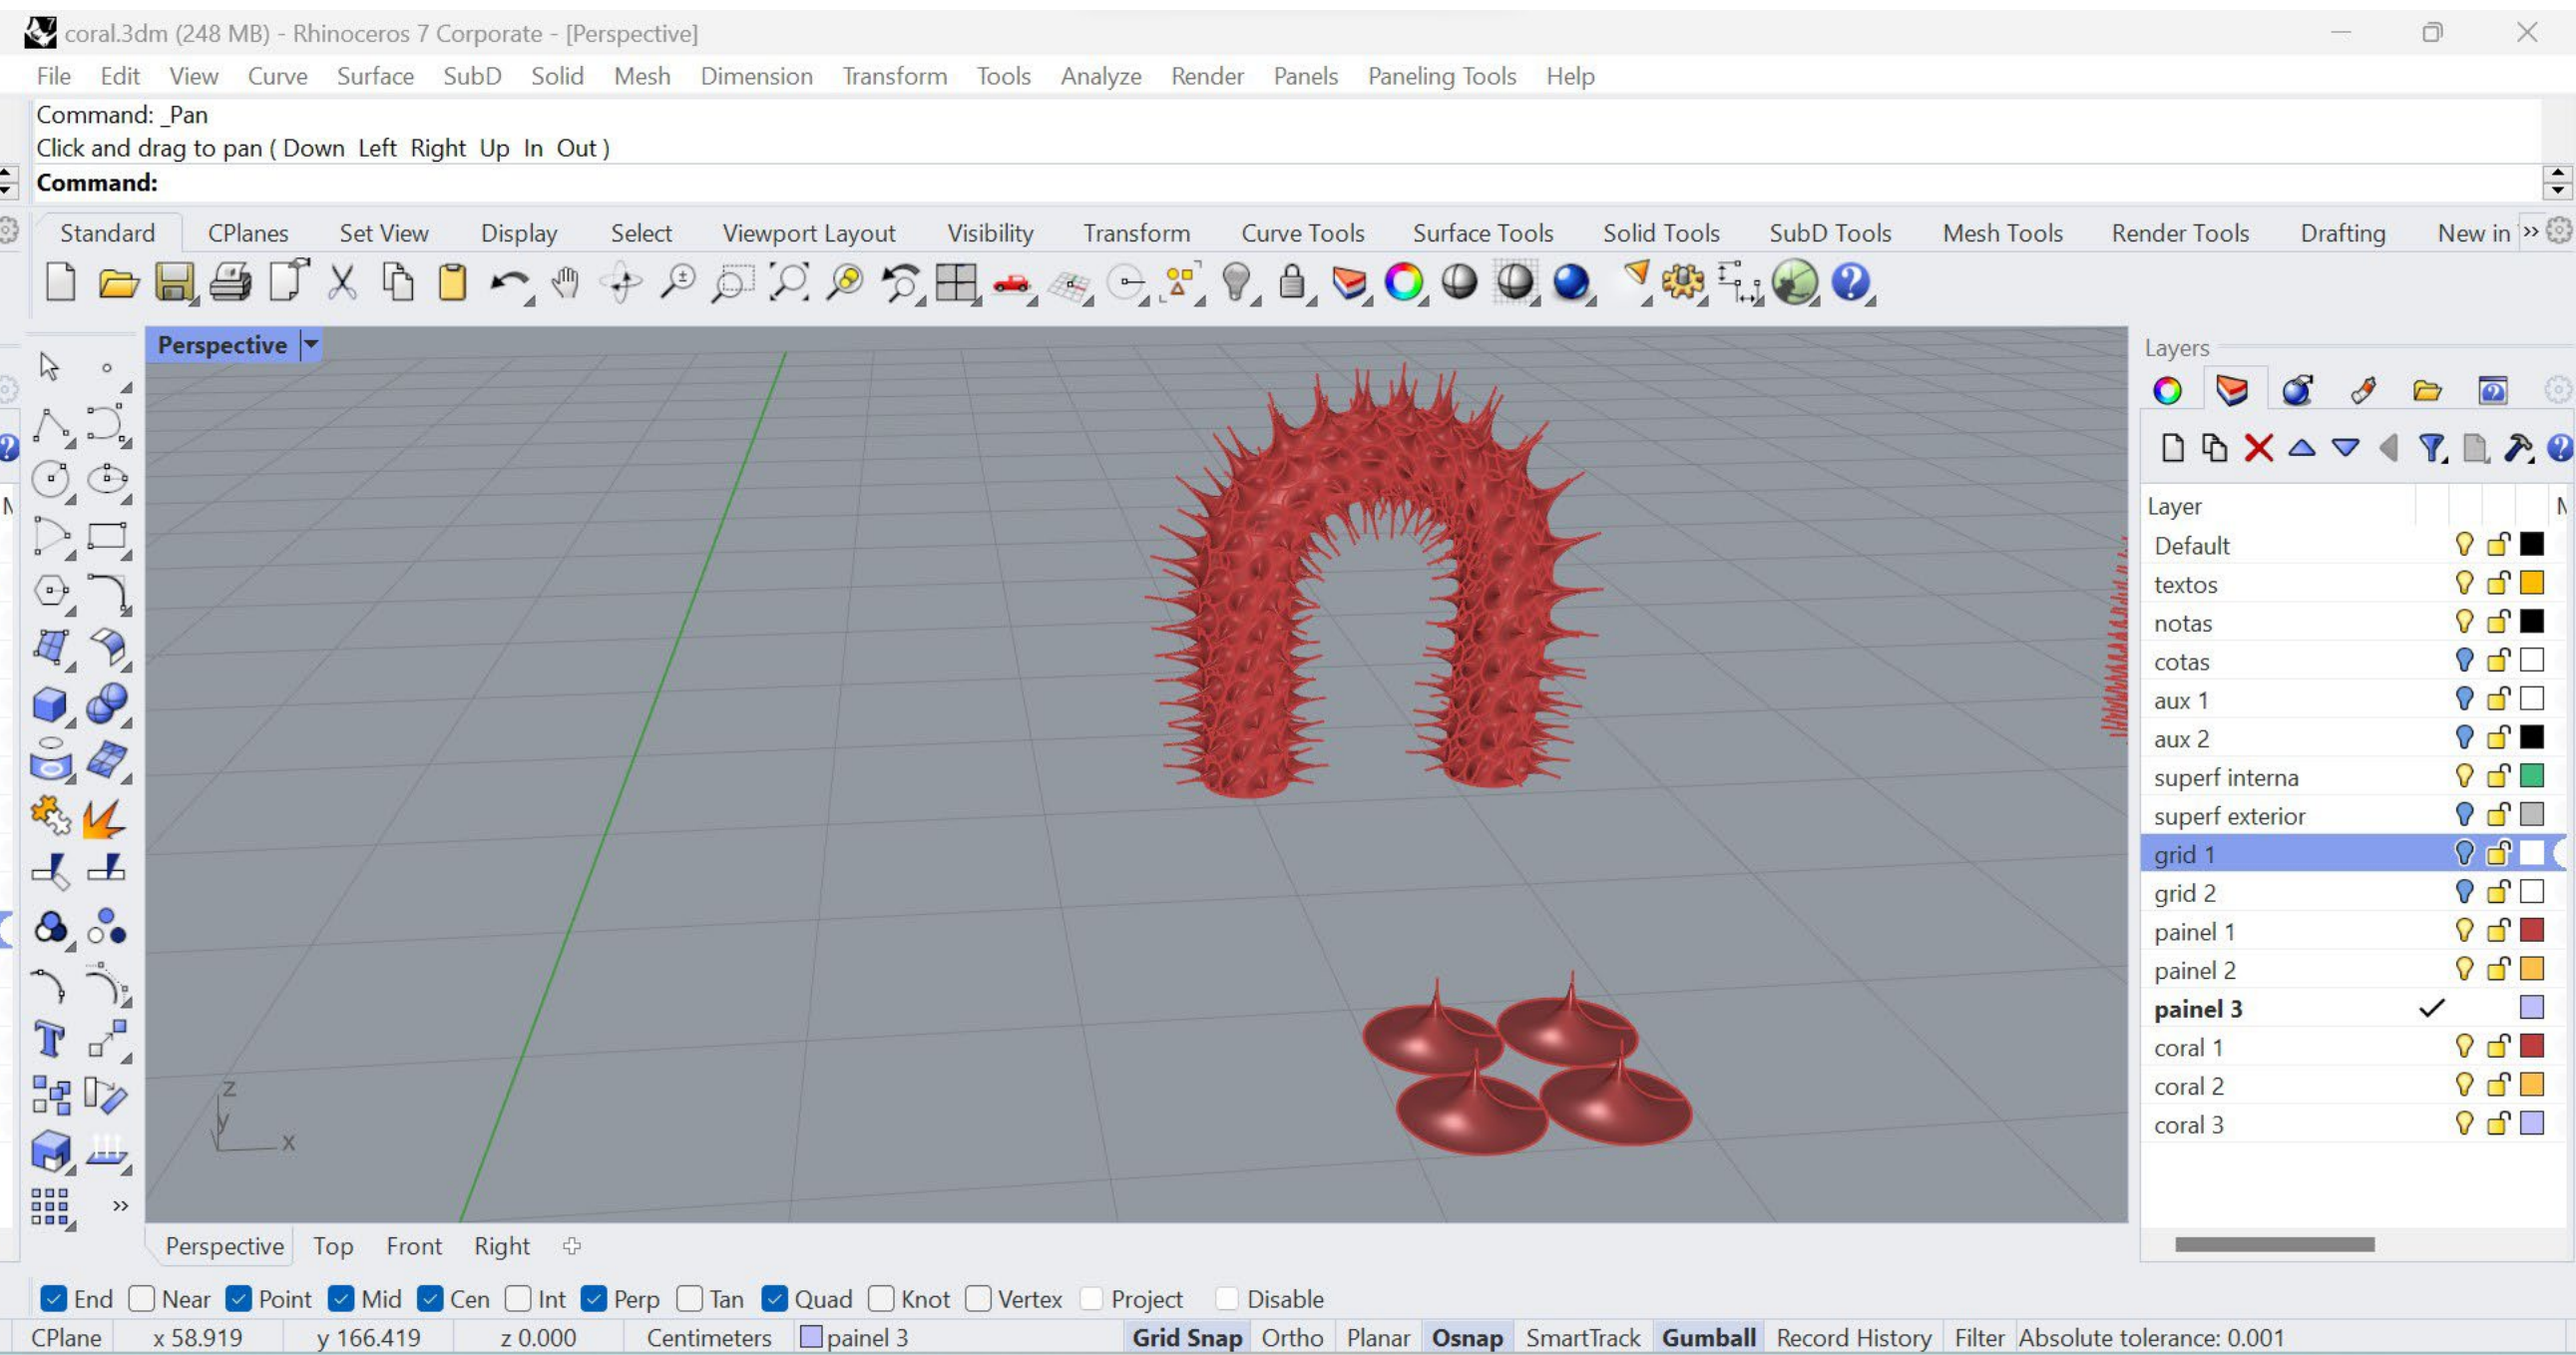 coral.3dm (248 MB) - Rhinoceros 7 Corporate - [Perspective]
File Edit View Curve Surface SubD Solid Mesh Dimension Transform Tools Analyze Render Panels Paneling Tools Help
Command: _Pan
Click and drag to pan ( Down Left Right Up In Out )
Command:
Standard CPlanes Set View Display Select Viewport Layout Visibility Transform Curve Tools Surface Tools Solid Tools SubD Tools Mesh Tools Render Tools Drafting New in »
Perspective
Layers
Layer
Default
textos
notas
cotas
aux 1
aux 2
superf interna
superf exterior
grid 1
grid 2
painel 1
painel 2
painel 3
coral 1
coral 2
coral 3
z
y
x
Perspective Top Front Right
End Near Point Mid Cen Int Perp Tan Quad Knot Vertex Project Disable
CPlane x 58.919 y 166.419 z 0.000 Centimeters painel 3 Grid Snap Ortho Planar Osnap SmartTrack Gumball Record History Filter Absolute tolerance: 0.001